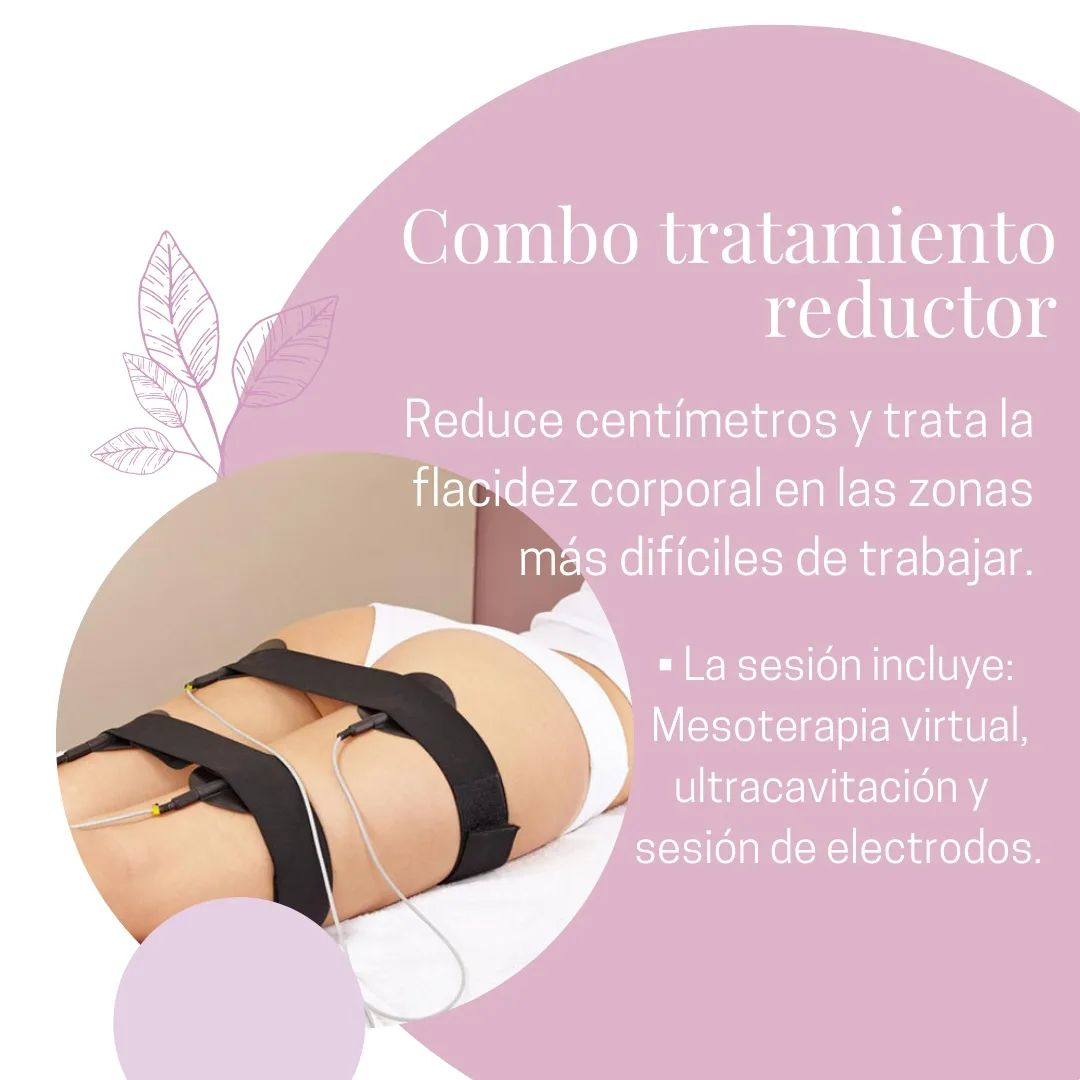 Combo tratamiento
reductor
Reduce centímetros y trata la
flacidez corporal en las zonas
más difíciles de trabajar.
▪ La sesión incluye:
Mesoterapia virtual,
ultracavitación y
sesión de electrodos.